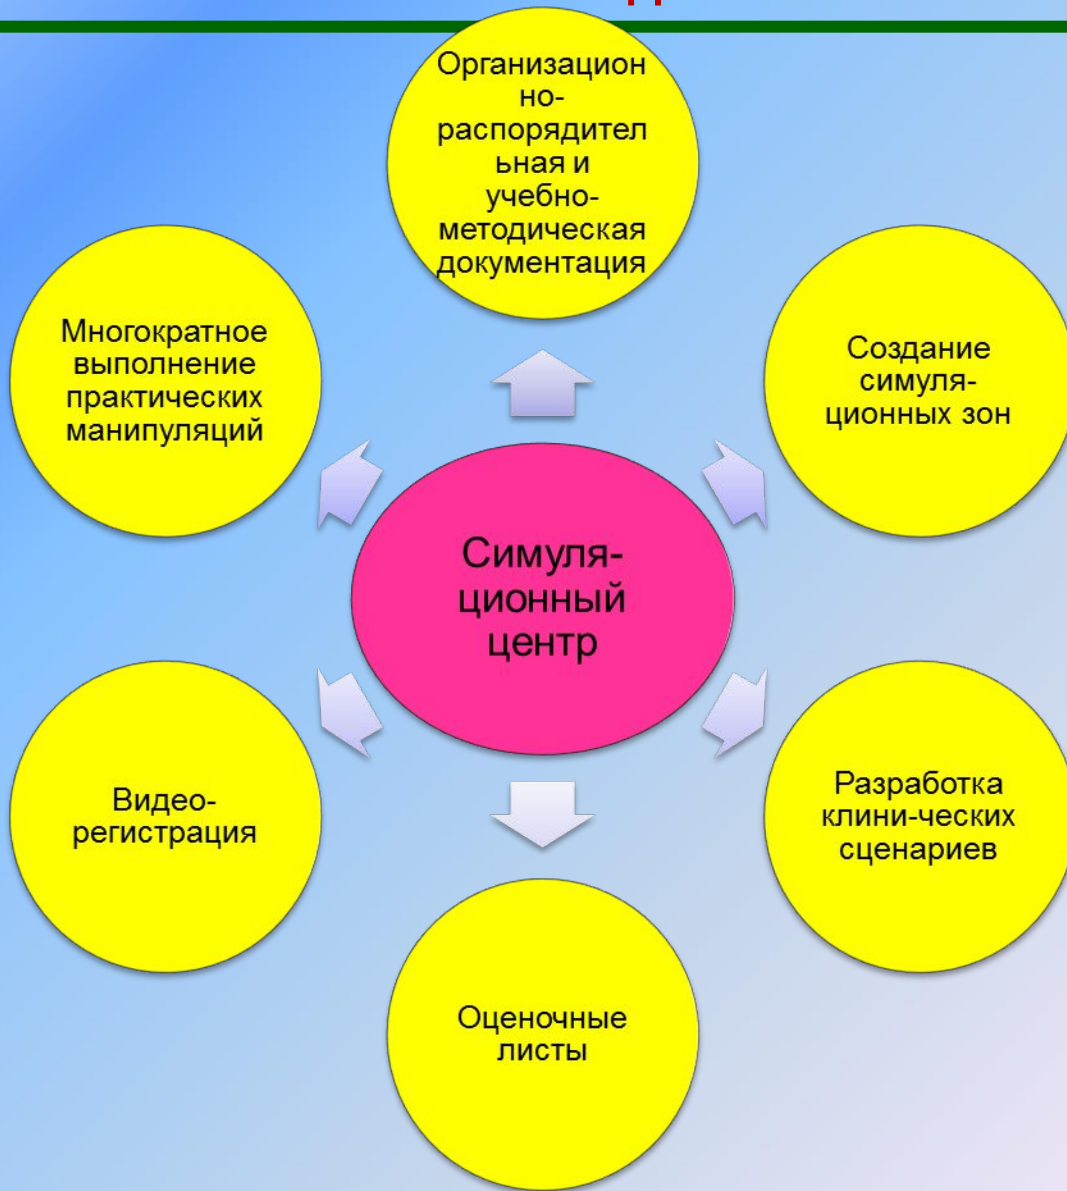 Организацион
но-
распорядител
ьная и
учебно-
методическая
документация
Многократное
выполнение
практических
манипуляций
Создание
симуля-
ционных зон
Симуля-
ционный
центр
Видео-
регистрация
Разработка
клини-ческих
сценариев
Оценочные
листы